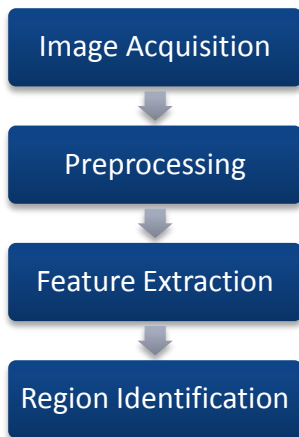 Image Acquisition
Preprocessing
Feature Extraction
Region Identification